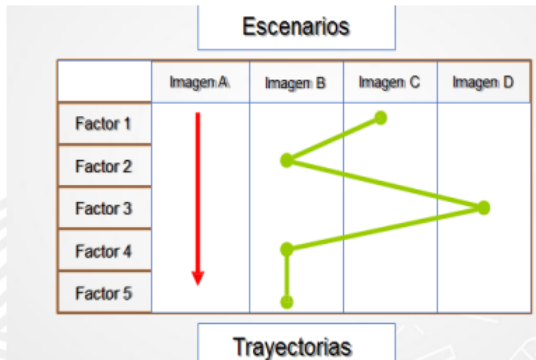 Escenarios
Imagen A Imagen B Imagen C Imagen D
Factor 1
Factor 2
Factor 3
Factor 4
Factor 5
Trayectorias